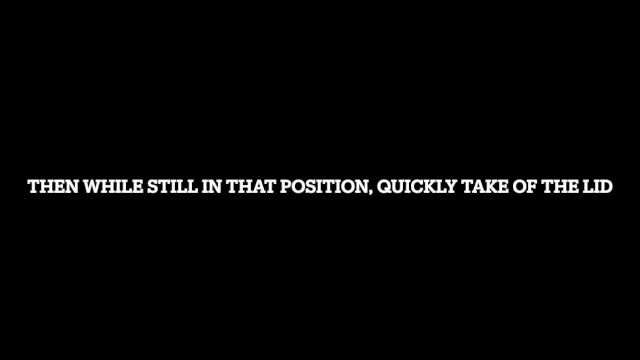 THEN WHILE STILL IN THAT POSITION, QUICKLY TAKE OF THE LID